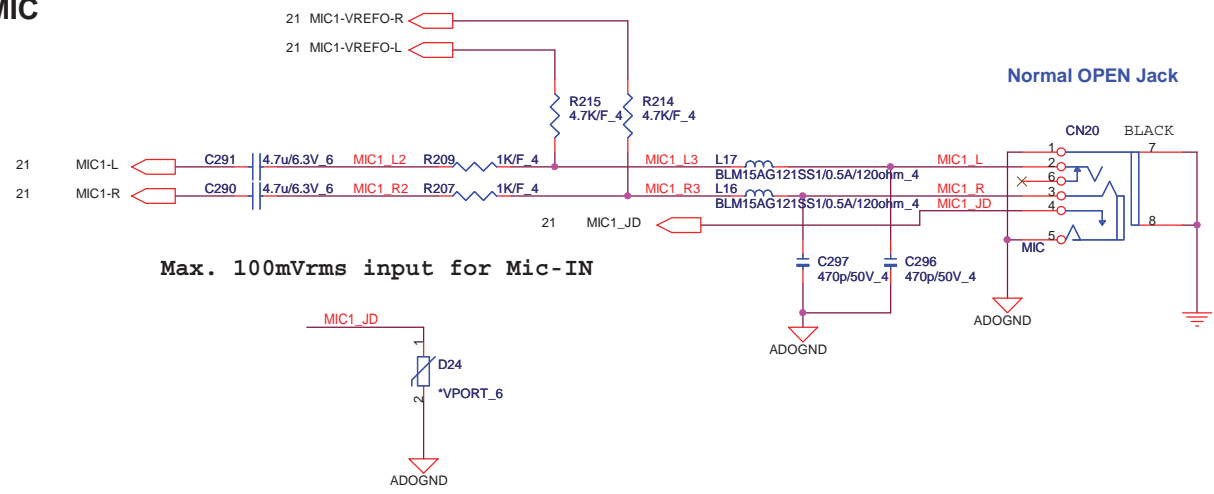 MIC
21 MIC1-VREFO-R
21 MIC1-VREFO-L
Normal OPEN Jack
R215
4.7K/F_4
R214
4.7K/F_4
CN20 BLACK
21 MIC1-L C291 4.7u/6.3V_6 MIC1_L2 R209 1K/F_4 MIC1_L3 L17 MIC1_L
BLM15AG121SS1/0.5A/120ohm_4
21 MIC1-R C290 4.7u/6.3V_6 MIC1_R2 R207 1K/F_4 MIC1_R3 L16 MIC1_R
BLM15AG121SS1/0.5A/120ohm_4 MIC1_JD
1
2
6
3
4
5
7
8
MIC
21 MIC1_JD
Max. 100mVrms input for Mic-IN
C297
470p/50V_4
C296
470p/50V_4
ADOGND
ADOGND
MIC1_JD
1
D24
*VPORT_6
2
ADOGND